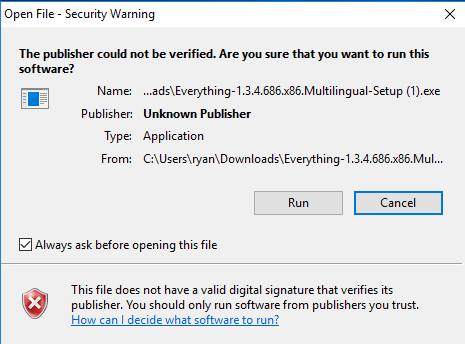 Open File - Security Warning
The publisher could not be verified. Are you sure that you want to run this
software?
Name: ...ads\Everything-1.3.4.686.x86.Multilingual-Setup (1).exe
Publisher: Unknown Publisher
Type: Application
From: C:\Users\ryan\Downloads\Everything-1.3.4.686.x86.Mul...
Run Cancel
Always ask before opening this file
This file does not have a valid digital signature that verifies its
publisher. You should only run software from publishers you trust.
How can I decide what software to run?